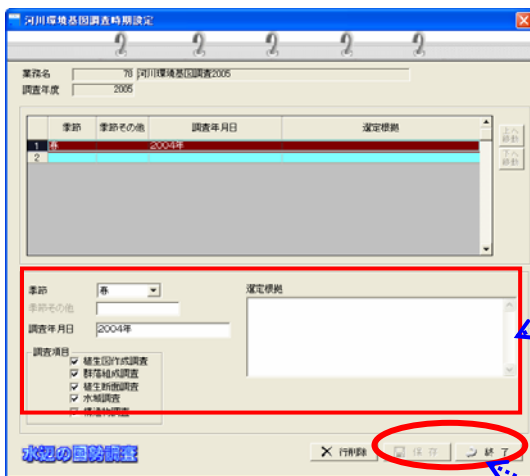 河川環境基図調査時期設定
業務名 78 河川環境基図調査2005
調査年度 2005
季節 季節その他 調査年月日 選定根拠
1 春 2004年
2
上へ移動
下へ移動
季節 春 選定根拠
季節その他
調査年月日 2004年
調査項目
植生図作成調査
群落組成調査
植生断面調査
水域調査
構造物調査
水辺の国勢調査 行削除 保存 終了